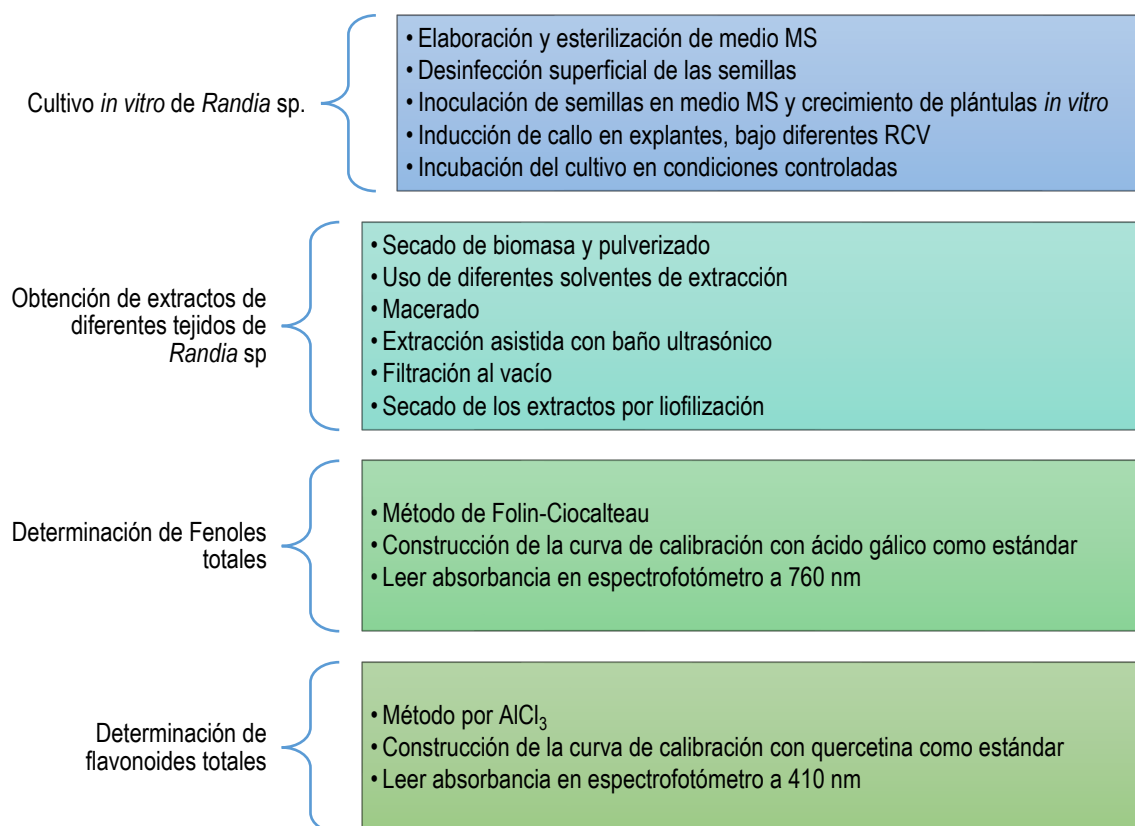 Cultivo in vitro de Randia sp.
• Elaboración y esterilización de medio MS
• Desinfección superficial de las semillas
• Inoculación de semillas en medio MS y crecimiento de plántulas in vitro
• Inducción de callo en explantes, bajo diferentes RCV
• Incubación del cultivo en condiciones controladas
Obtención de extractos de
diferentes tejidos de
Randia sp
• Secado de biomasa y pulverizado
• Uso de diferentes solventes de extracción
• Macerado
• Extracción asistida con baño ultrasónico
• Filtración al vacío
• Secado de los extractos por liofilización
Determinación de Fenoles
totales
• Método de Folin-Ciocalteau
• Construcción de la curva de calibración con ácido gálico como estándar
• Leer absorbancia en espectrofotómetro a 760 nm
Determinación de
flavonoides totales
• Método por AlCl₃
• Construcción de la curva de calibración con quercetina como estándar
• Leer absorbancia en espectrofotómetro a 410 nm